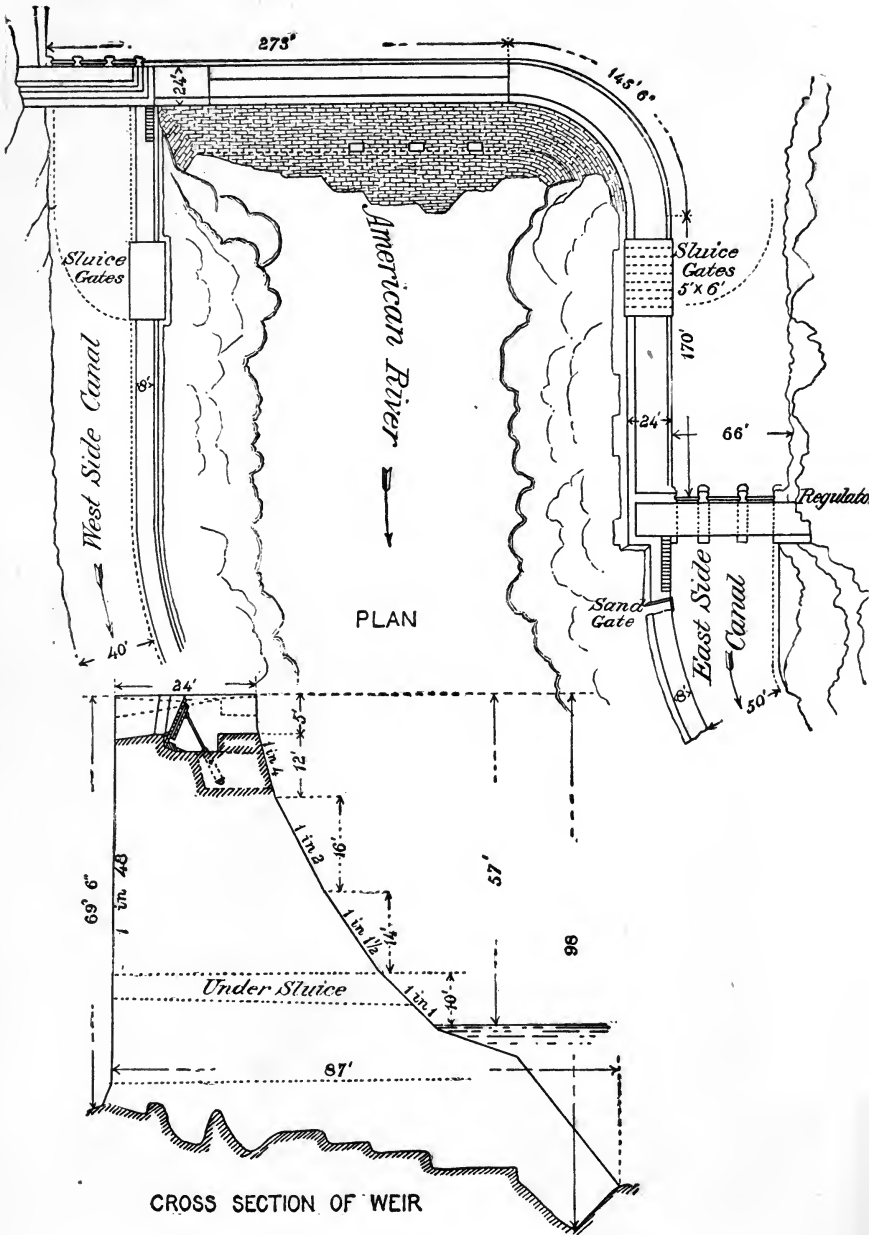 273"
145' 6"
24'
Sluice
Gates
American River
Sluice
Gates
5' X 6'
170'
8'
24'
66'
West Side Canal
Regulato
PLAN
Sand
Gate
East Side
Canal
40'
8'
50'
24'
5'
12'
1 in 4
16'
1 in 2
57'
69' 6"
1 in 48
14'
1 in 1½
98
Under Sluice
10'
1 in 1
87'
CROSS SECTION OF WEIR